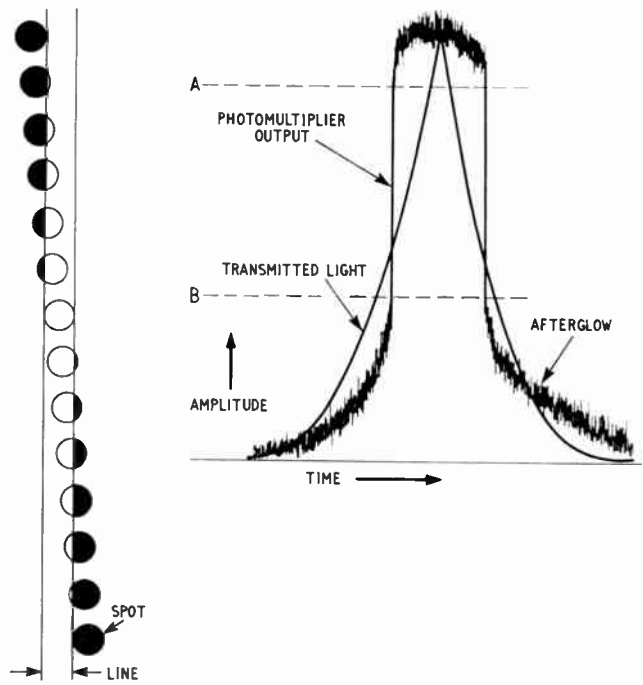 A
PHOTOMULTIPLIER
OUTPUT
TRANSMITTED LIGHT
B
AFTERGLOW
AMPLITUDE
TIME
SPOT
LINE